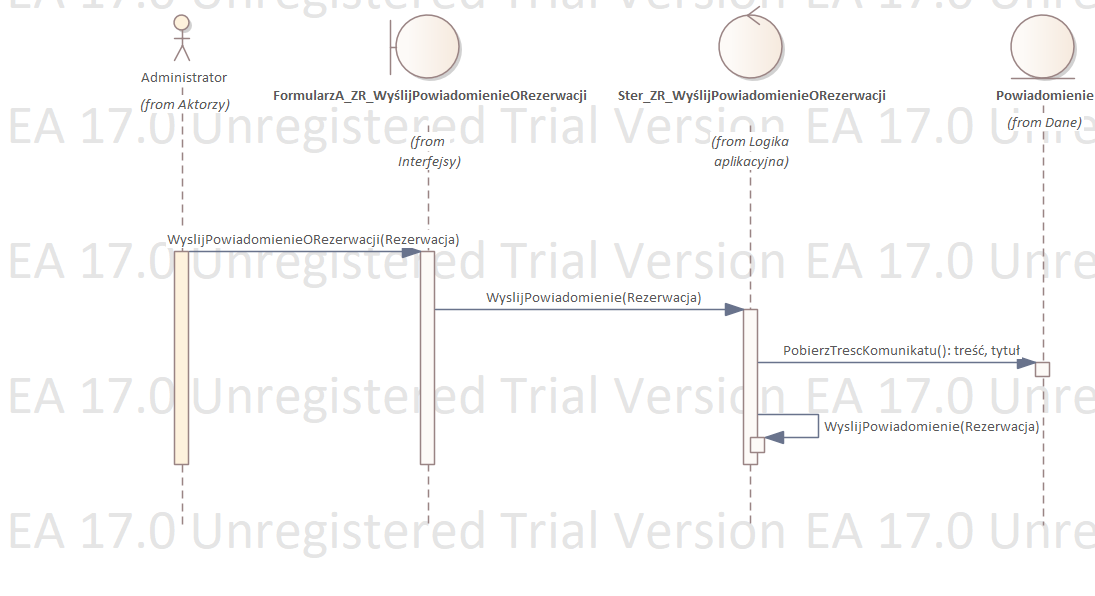 EA 17.0 Unregistered Trial Version EA 17.0 Unre
Administrator
(from Aktorzy)
FormularzA_ZR_WyślijPowiadomienieORezerwacji
(from
Interfejsy)
Ster_ZR_WyślijPowiadomienieORezerwacji
(from Logika
aplikacyjna)
Powiadomienie
(from Dane)
EA 17.0 Unregistered Trial Version EA 17.0 Unre
WyslijPowiadomienieORezerwacji(Rezerwacja)
EA 17.0 Unregistered Trial Version EA 17.0 Unre
WyslijPowiadomienie(Rezerwacja)
PobierzTrescKomunikatu(): treść, tytuł
EA 17.0 Unregistered Trial Version EA 17.0 Unre
WyslijPowiadomienie(Rezerwacja)
EA 17.0 Unregistered Trial Version EA 17.0 Unre